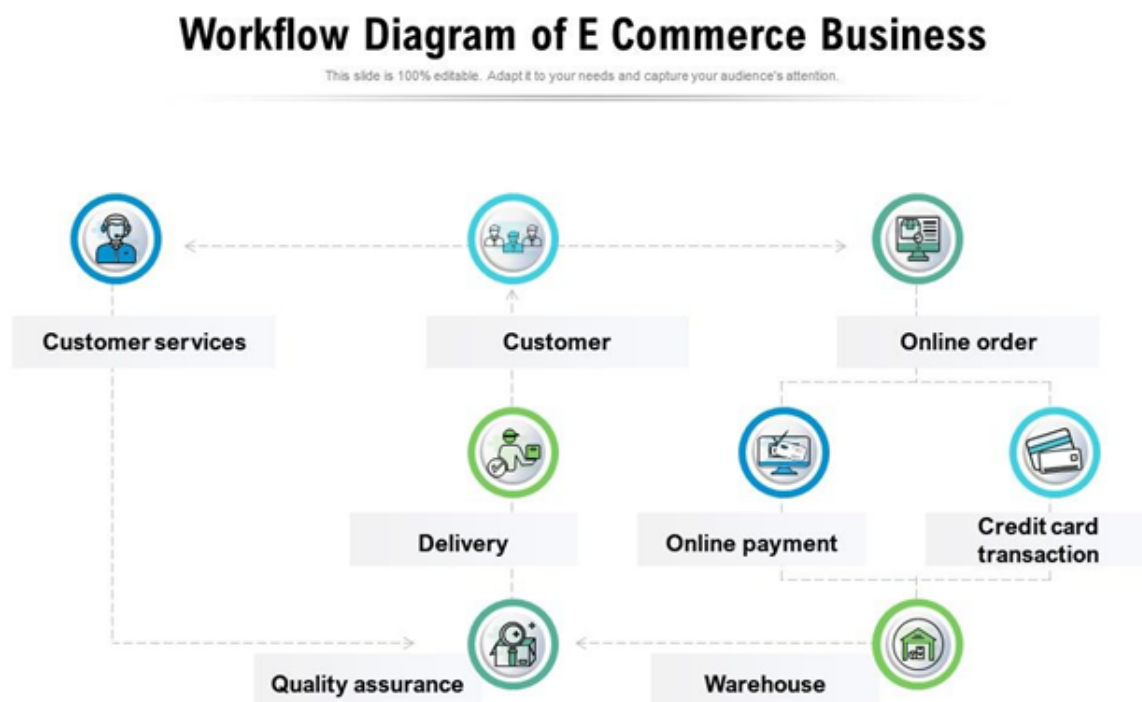 Workflow Diagram of E Commerce Business
This slide is 100% editable. Adapt it to your needs and capture your audience's attention.
Customer services
Customer
Online order
Delivery
Online payment
Credit card
transaction
Quality assurance
Warehouse